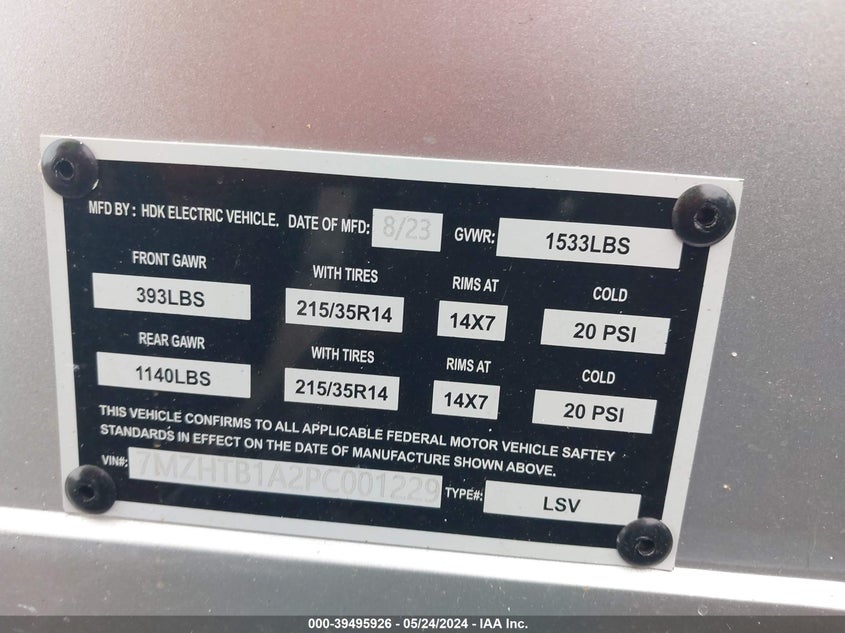 MFD BY : HDK ELECTRIC VEHICLE. DATE OF MFD: 8/23 GVWR: 1533LBS
FRONT GAWR WITH TIRES RIMS AT COLD
393LBS 215/35R14 14X7 20 PSI
REAR GAWR WITH TIRES RIMS AT COLD
1140LBS 215/35R14 14X7 20 PSI
THIS VEHICLE CONFIRMS TO ALL APPLICABLE FEDERAL MOTOR VEHICLE SAFTEY
STANDARDS IN EFFECT ON THE DATE OF MANUFACTURE SHOWN ABOVE.
VIN#: 7MZHTB1A2PC001229 TYPE#: LSV
000-39495926 - 05/24/2024 - IAA Inc.